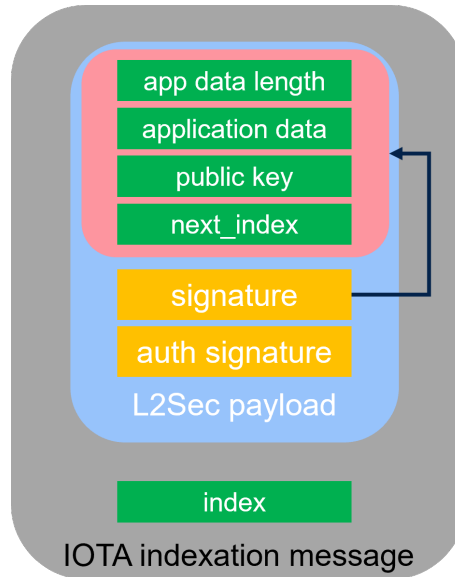 app data length
application data
public key
next_index
signature
auth signature
L2Sec payload
index
IOTA indexation message